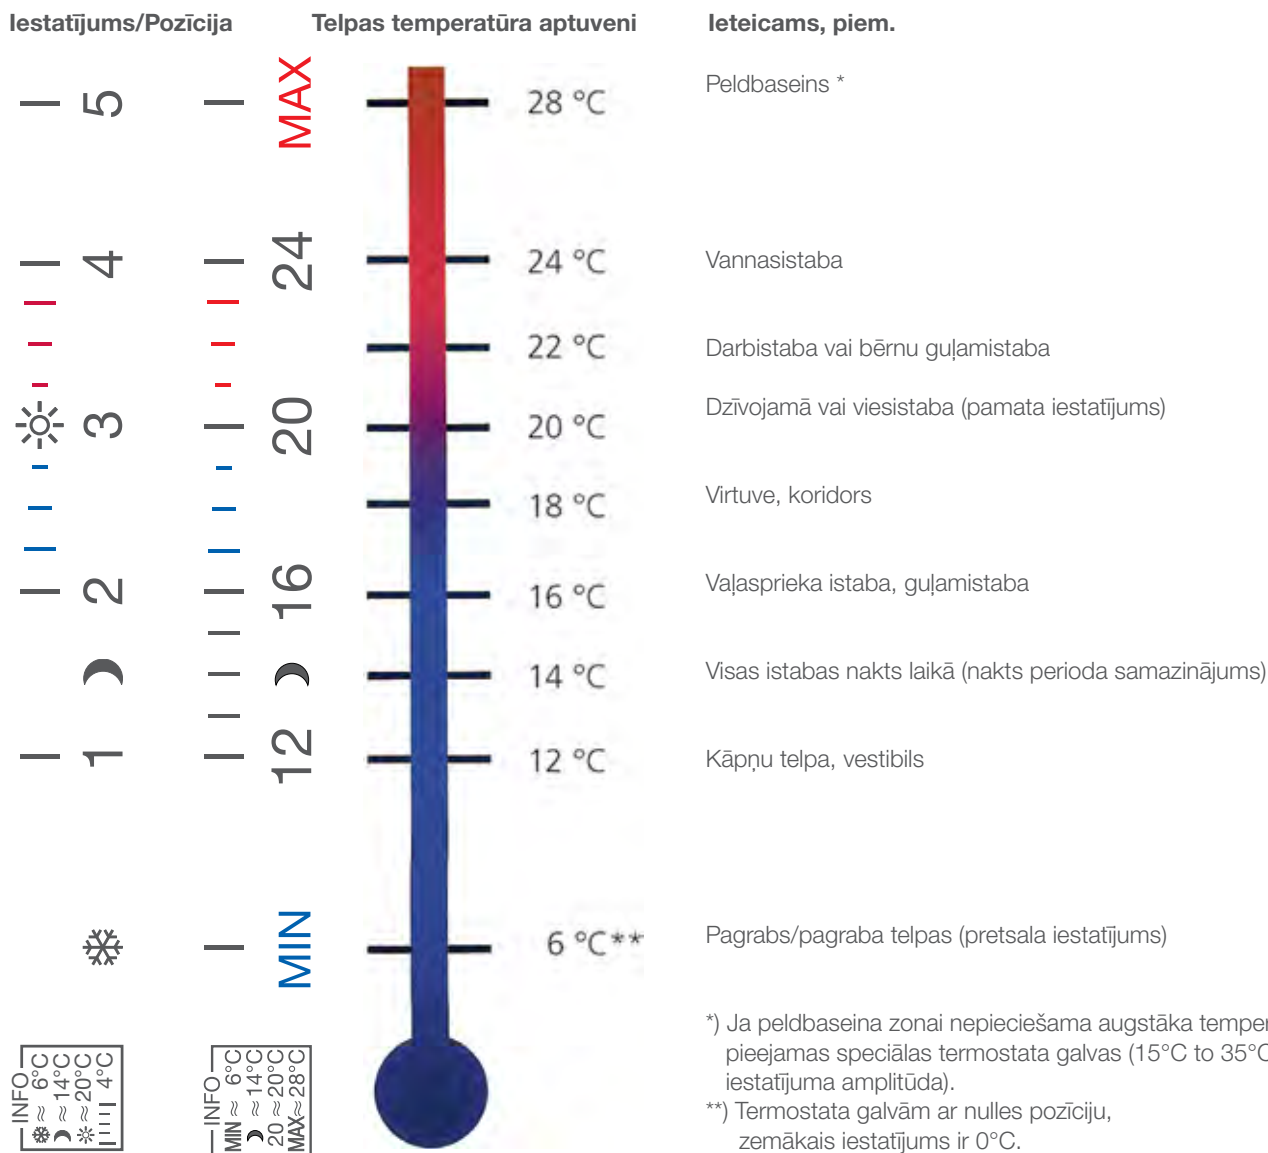 Iestatījums/Pozīcija Telpas temperatūra aptuveni Ieteicams, piem.
5 MAX 28 °C Peldbaseins *
4 24 24 °C Vannasistaba
22 °C Darbistaba vai bērnu guļamistaba
3 20 20 °C Dzīvojamā vai viesistaba (pamata iestatījums)
18 °C Virtuve, koridors
2 16 16 °C Vaļasprieka istaba, guļamistaba
14 °C Visas istabas nakts laikā (nakts perioda samazinājums)
1 12 12 °C Kāpņu telpa, vestibils
MIN 6 °C** Pagrabs/pagraba telpas (pretsala iestatījums)
INFO
≈ 6°C
≈ 14°C
≈ 20°C
4°C
INFO
MIN ≈ 6°C
≈ 14°C
20 ≈ 20°C
MAX≈28°C
*) Ja peldbaseina zonai nepieciešama augstāka
pieejamas speciālas termostata galvas (15°C to 35°C
iestatījuma amplitūda).
**) Termostata galvām ar nulles pozīciju,
zemākais iestatījums ir 0°C.